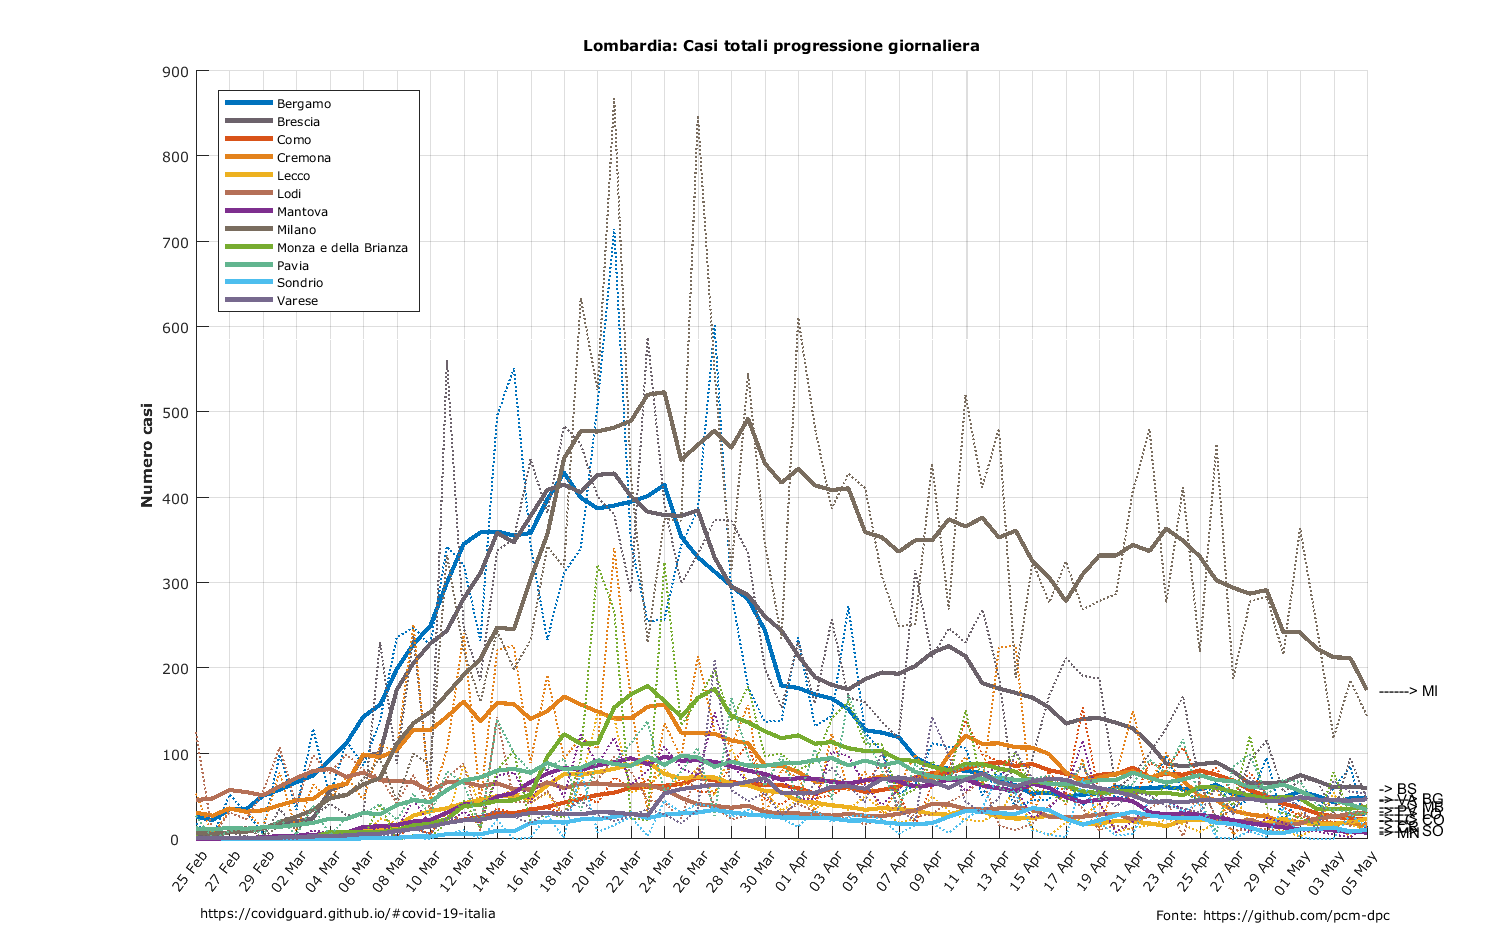 Lombardia: Casi totali progressione giornaliera
900
800
700
600
500
400
300
200
100
0
Numero casi
Bergamo
Brescia
Como
Cremona
Lecco
Lodi
Mantova
Milano
Monza e della Brianza
Pavia
Sondrio
Varese
------> MI
-> BS
25 Feb
27 Feb
29 Feb
02 Mar
04 Mar
06 Mar
08 Mar
10 Mar
12 Mar
14 Mar
16 Mar
18 Mar
20 Mar
22 Mar
24 Mar
26 Mar
28 Mar
30 Mar
01 Apr
03 Apr
05 Apr
07 Apr
09 Apr
11 Apr
13 Apr
15 Apr
17 Apr
19 Apr
21 Apr
23 Apr
25 Apr
27 Apr
29 Apr
01 May
03 May
05 May
https://covidguard.github.io/#covid-19-italia
Fonte: https://github.com/pcm-dpc